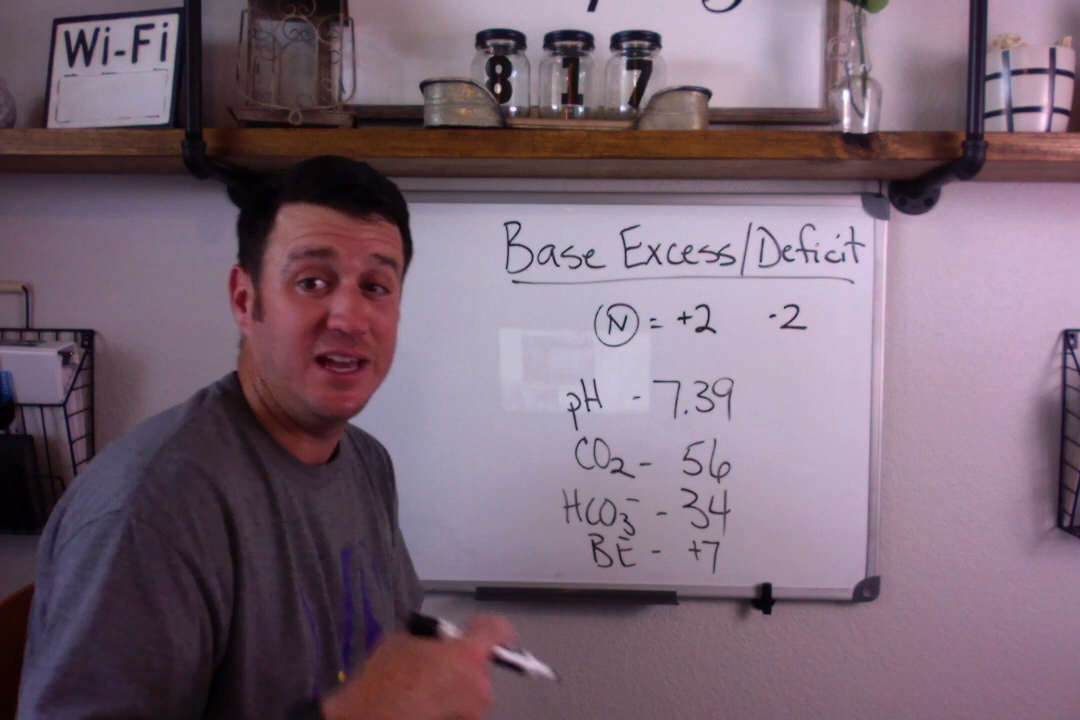 Wi-Fi
8 1 7
Base Excess/Deficit
N = +2 -2
pH - 7.39
CO2 - 56
HCO3- - 34
BE - +7